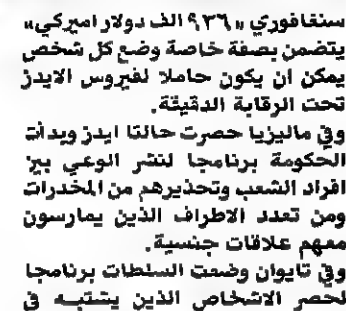 سنغافوري «٩٣٦ الف دولار اميركي»
يتضمن بصفة خاصة وضع كل شخص
يمكن ان يكون حاملا لفيروس الايدز
تحت الرقابة الدقيقة.
وفي ماليزيا حصرت حالتا ايدز وبدأت
الحكومة برنامجا لنشر الوعي بين
افراد الشعب وتحذيرهم من المخدرات
ومن تعدد الاطراف الذين يمارسون
معهم علاقات جنسية.
وفي تايوان وضعت السلطات برنامجا
لحصر الاشخاص الذين يشتبه في